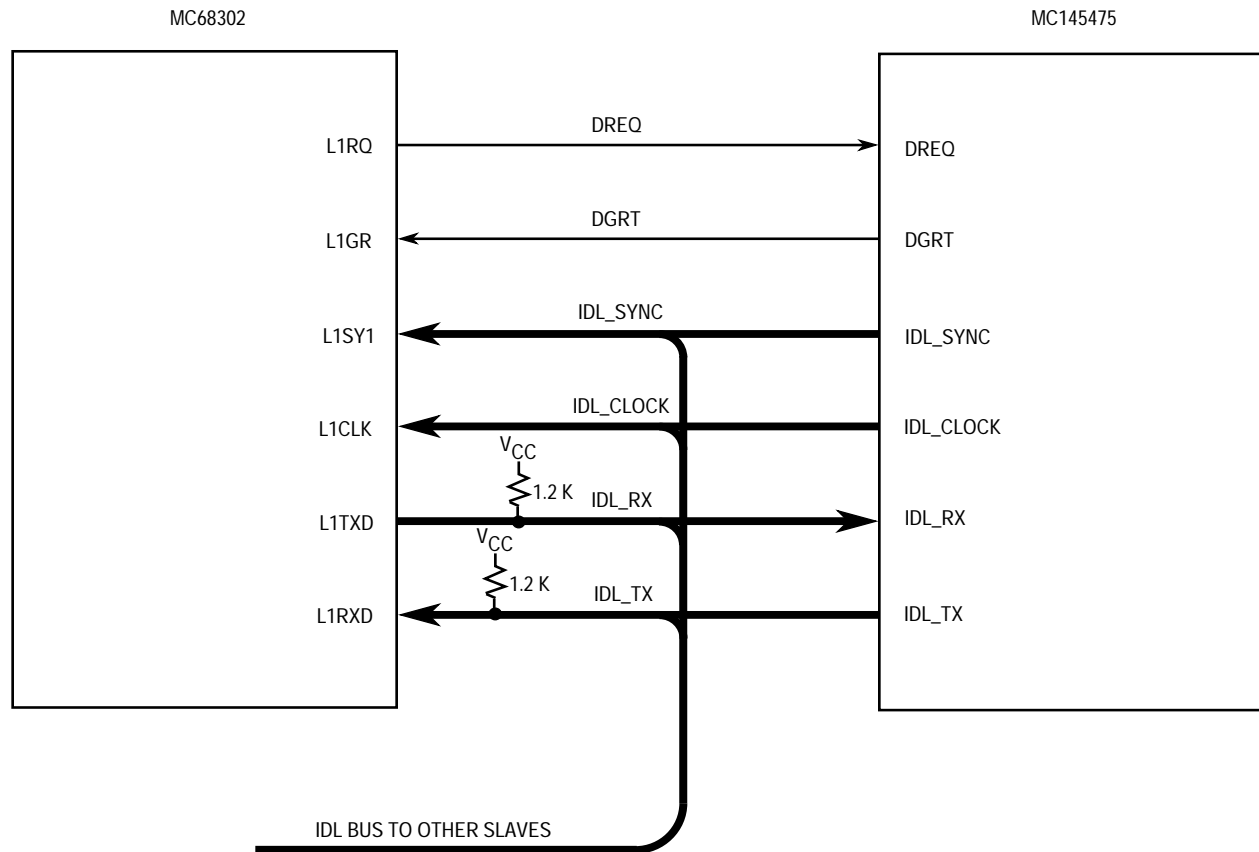 MC68302
MC145475
L1RQ
DREQ
DREQ
L1GR
DGRT
DGRT
L1SY1
IDL_SYNC
IDL_SYNC
L1CLK
IDL_CLOCK
IDL_CLOCK
VCC
1.2 K
L1TXD
IDL_RX
IDL_RX
VCC
1.2 K
L1RXD
IDL_TX
IDL_TX
IDL BUS TO OTHER SLAVES